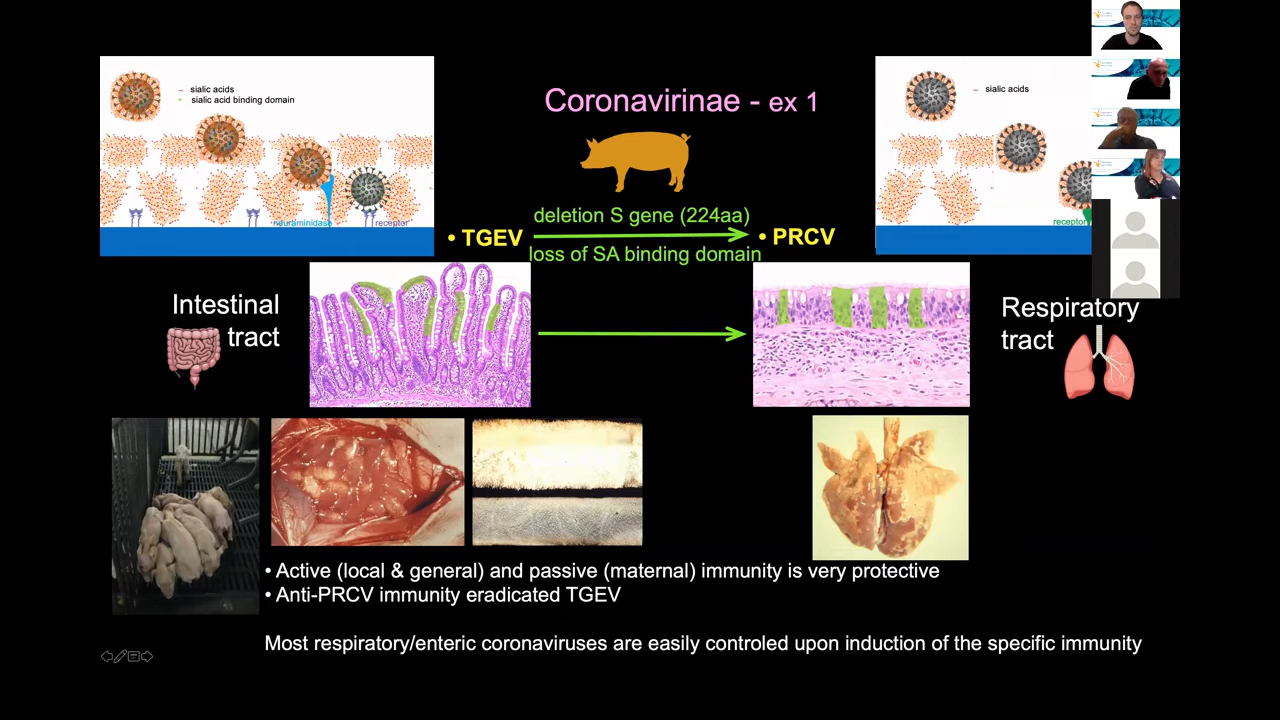 sialic acids
sialic acid binding domain
neuraminidase
receptor
Coronavirinae - ex 1
sialic acids
receptor
deletion S gene (224aa)
• TGEV
• PRCV
loss of SA binding domain
Intestinal
tract
Respiratory
tract
• Active (local & general) and passive (maternal) immunity is very protective
• Anti-PRCV immunity eradicated TGEV
Most respiratory/enteric coronaviruses are easily controled upon induction of the specific immunity